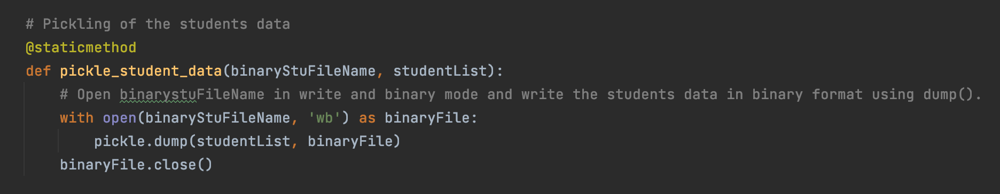 # Pickling of the students data
@staticmethod
def pickle_student_data(binaryStuFileName, studentList):
    # Open binarystuFileName in write and binary mode and write the students data in binary format using dump().
    with open(binaryStuFileName, 'wb') as binaryFile:
        pickle.dump(studentList, binaryFile)
    binaryFile.close()